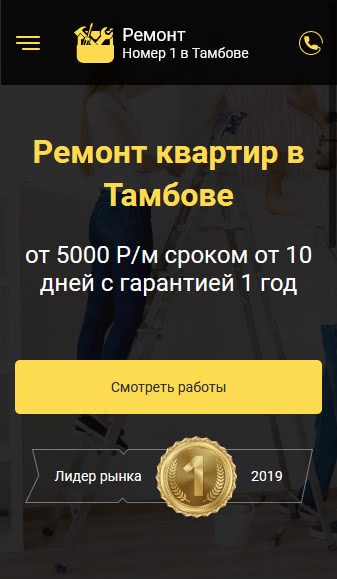 Ремонт
Номер 1 в Тамбове
Ремонт квартир в
Тамбове
от 5000 Р/м сроком от 10
дней с гарантией 1 год
Смотреть работы
Лидер рынка 1 2019